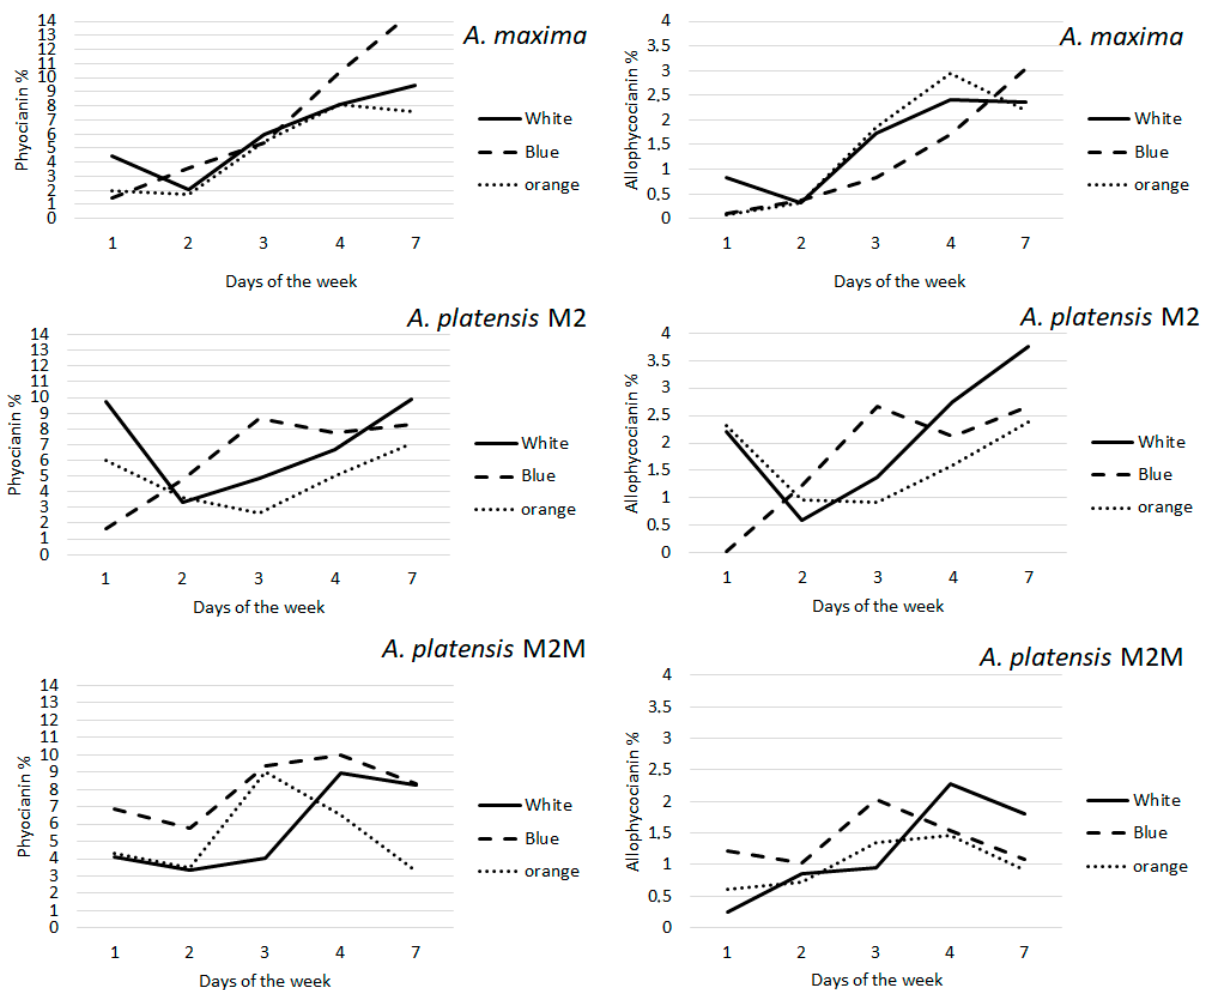 A. maxima
Phyocianin %
14
13
12
11
10
9
8
7
6
5
4
3
2
1
0
White
Blue
orange
1 2 3 4 7
Days of the week
A. maxima
Allophycocianin %
4
3.5
3
2,5
2
1.5
1
0,5
0
White
Blue
orange
1 2 3 4 7
Days of the week
A. platensis M2
Phyocianin %
14
13
12
11
10
9
8
7
6
5
4
3
2
1
0
White
Blue
orange
1 2 3 4 7
Days of the week
A. platensis M2
Allophycocianin %
4
3.5
3
2.5
2
1.5
1
0.5
0
White
Blue
orange
1 2 3 4 7
Days of the week
A. platensis M2M
Phyocianin %
14
13
12
11
10
9
8
7
6
5
4
3
2
1
0
White
Blue
orange
1 2 3 4 7
Days of the week
A. platensis M2M
Allophycocianin %
4
3.5
3
2.5
2
1.5
1
0.5
0
White
Blue
orange
1 2 3 4 7
Days of the week